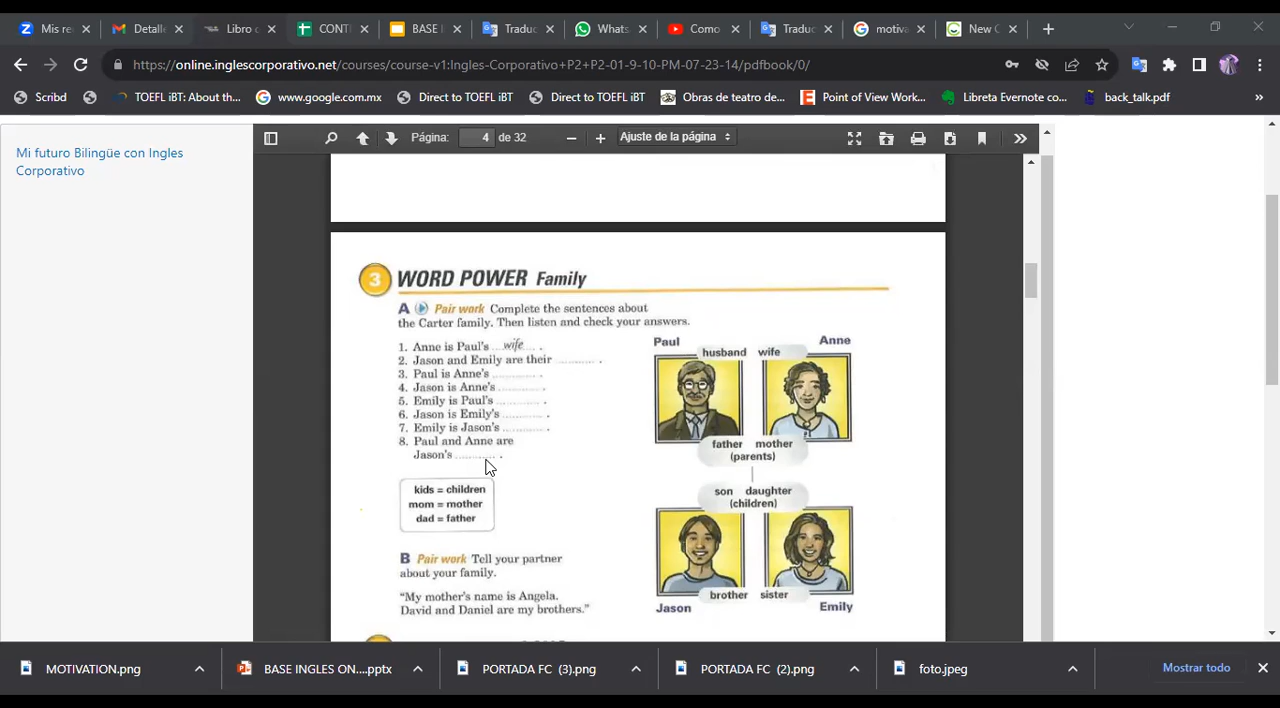 Mis re
Detalle
Libro
CONT
BASE I
Traduc
Whats
Como
Traduc
motiva
New C
https://online.inglescorporativo.net/courses/course-v1:Ingles-Corporativo+P2+P2-01-9-10-PM-07-23-14/pdfbook/0/
Scribd
TOEFL iBT: About th...
www.google.com.mx
Direct to TOEFL iBT
Direct to TOEFL iBT
Obras de teatro de...
Point of View Work...
Libreta Evernote co...
back_talk.pdf
»
Mi futuro Bilingüe con Ingles
Corporativo
Página: 4 de 32
Ajuste de la página
3 WORD POWER Family
A Pair work Complete the sentences about
the Carter family. Then listen and check your answers.
1. Anne is Paul's ...wife... .
2. Jason and Emily are their ........... .
3. Paul is Anne's ........... .
4. Jason is Anne's ........... .
5. Emily is Paul's ........... .
6. Jason is Emily's ........... .
7. Emily is Jason's ........... .
8. Paul and Anne are
Jason's ........... .
kids = children
mom = mother
dad = father
B Pair work Tell your partner
about your family.
"My mother's name is Angela.
David and Daniel are my brothers."
Paul
Anne
husband wife
father mother
(parents)
son daughter
(children)
brother sister
Jason
Emily
MOTIVATION.png
BASE INGLES ON....pptx
PORTADA FC (3).png
PORTADA FC (2).png
foto.jpeg
Mostrar todo